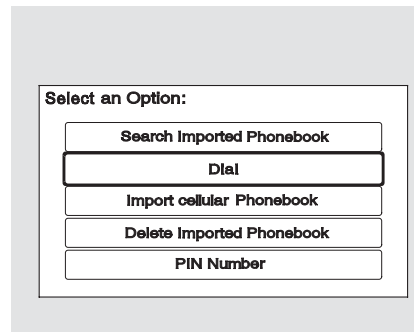 Select an Option:
Search Imported Phonebook
Dial
Import cellular Phonebook
Delete Imported Phonebook
PIN Number